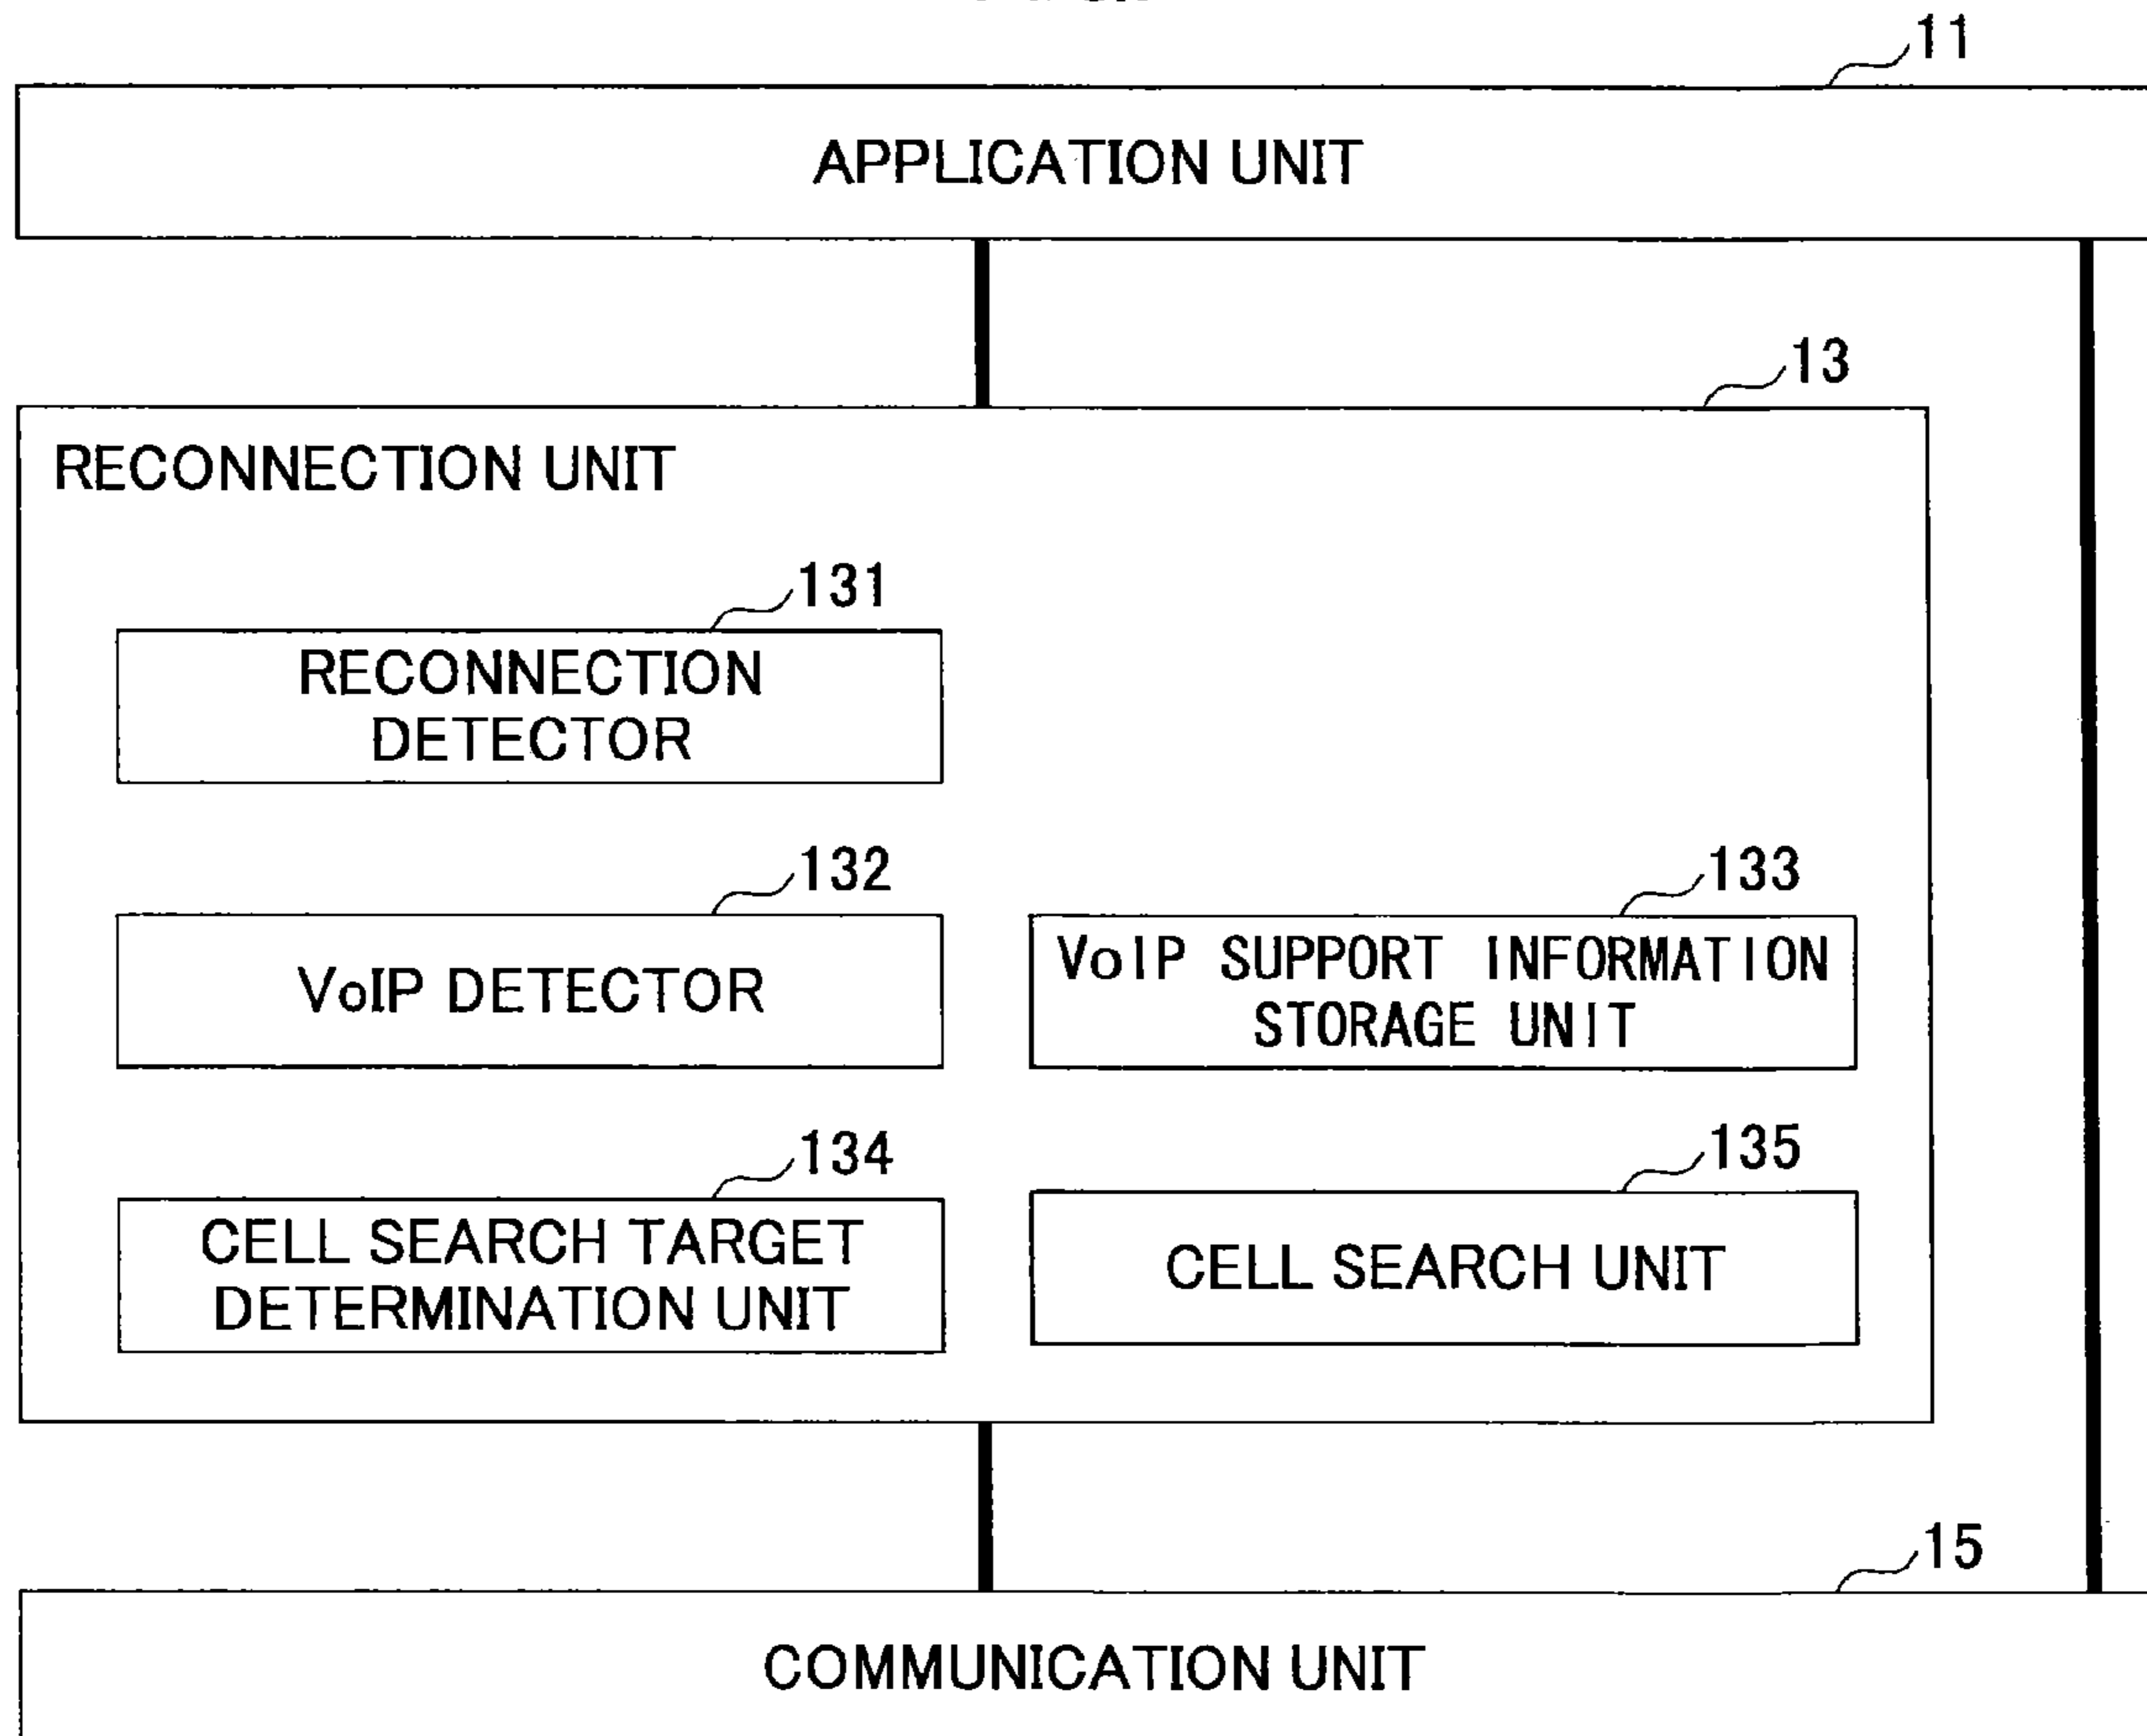 11
APPLICATION UNIT
13
RECONNECTION UNIT
131
RECONNECTION
DETECTOR
132
VoIP DETECTOR
133
VoIP SUPPORT INFORMATION
STORAGE UNIT
134
CELL SEARCH TARGET
DETERMINATION UNIT
135
CELL SEARCH UNIT
15
COMMUNICATION UNIT